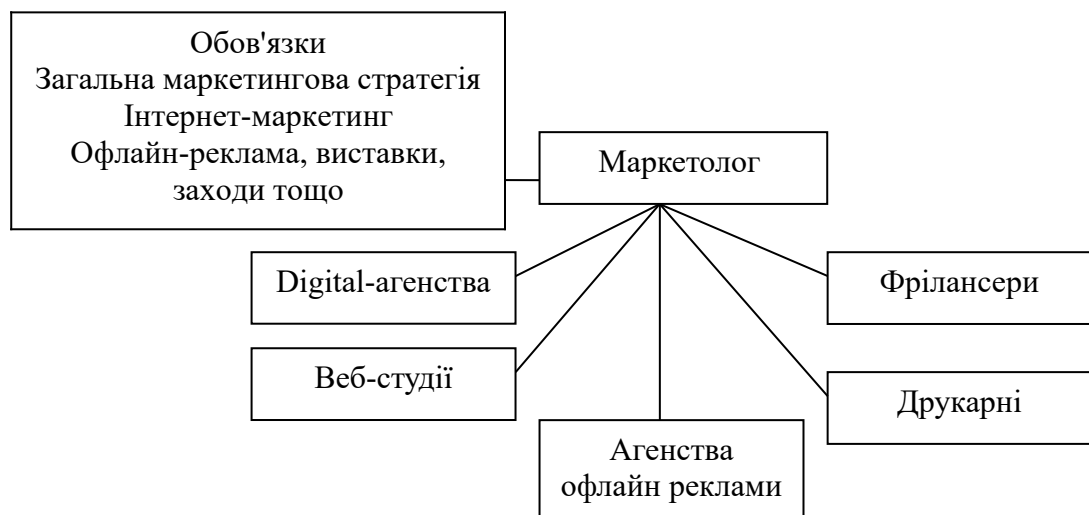 Обов'язки
Загальна маркетингова стратегія
Інтернет-маркетинг
Офлайн-реклама, виставки,
заходи тощо
Маркетолог
Digital-агенства
Фрілансери
Веб-студії
Друкарні
Агенства
офлайн реклами